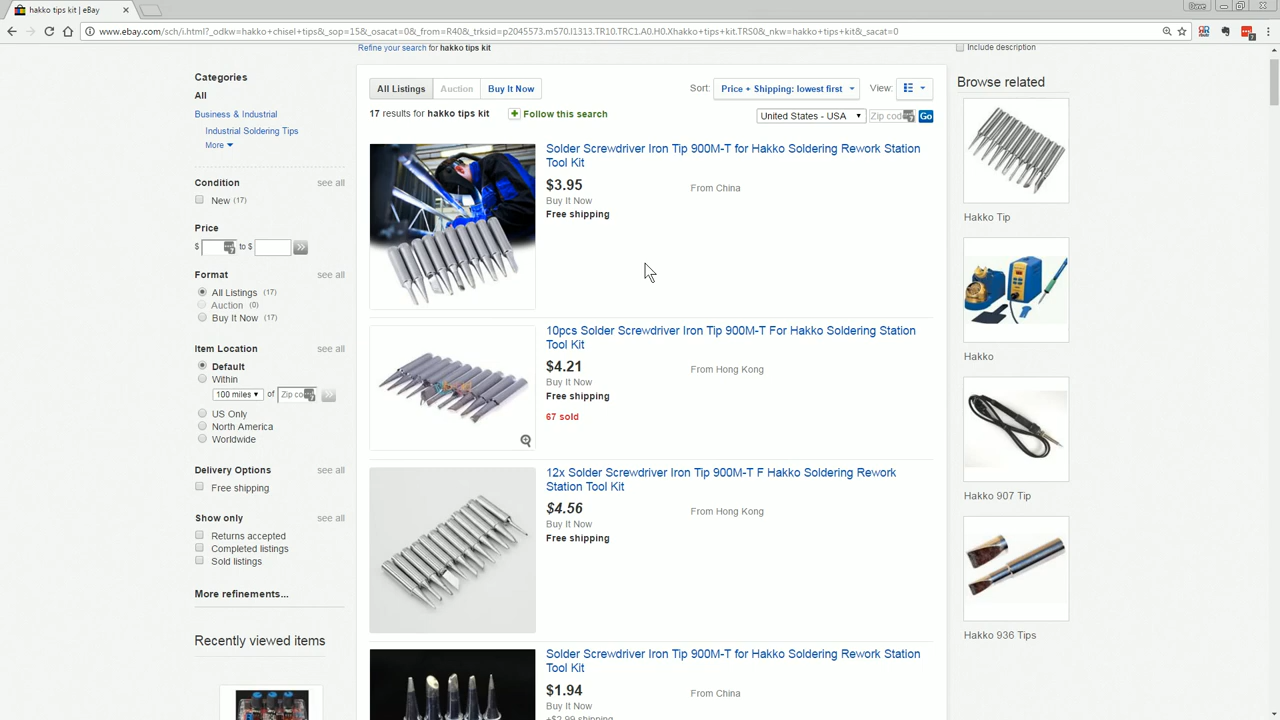 hakko tips kit | eBay
Dave
www.ebay.com/sch/i.html?_odkw=hakko+chisel+tips&_sop=15&_osacat=0&_from=R40&_trksid=p2045573.m570.l1313.TR10.TRC1.A0.H0.Xhakko+tips+kit.TRS0&_nkw=hakko+tips+kit&_sacat=0
Refine your search for hakko tips kit
Include description
Categories
All
Business & Industrial
Industrial Soldering Tips
More
Condition
see all
New (17)
Price
$ to $
Format
see all
All Listings (17)
Auction (0)
Buy It Now (17)
Item Location
see all
Default
Within
100 miles of Zip co
US Only
North America
Worldwide
Delivery Options
see all
Free shipping
Show only
see all
Returns accepted
Completed listings
Sold listings
More refinements...
Recently viewed items
All Listings Auction Buy It Now
Sort: Price + Shipping: lowest first View:
17 results for hakko tips kit
Follow this search
United States - USA Zip code Go
Solder Screwdriver Iron Tip 900M-T for Hakko Soldering Rework Station
Tool Kit
$3.95
From China
Buy It Now
Free shipping
10pcs Solder Screwdriver Iron Tip 900M-T For Hakko Soldering Station
Tool Kit
$4.21
From Hong Kong
Buy It Now
Free shipping
67 sold
12x Solder Screwdriver Iron Tip 900M-T F Hakko Soldering Rework
Station Tool Kit
$4.56
From Hong Kong
Buy It Now
Free shipping
Solder Screwdriver Iron Tip 900M-T for Hakko Soldering Rework Station
Tool Kit
$1.94
From China
Buy It Now
+$2.99 shipping
Browse related
Hakko Tip
Hakko
Hakko 907 Tip
Hakko 936 Tips